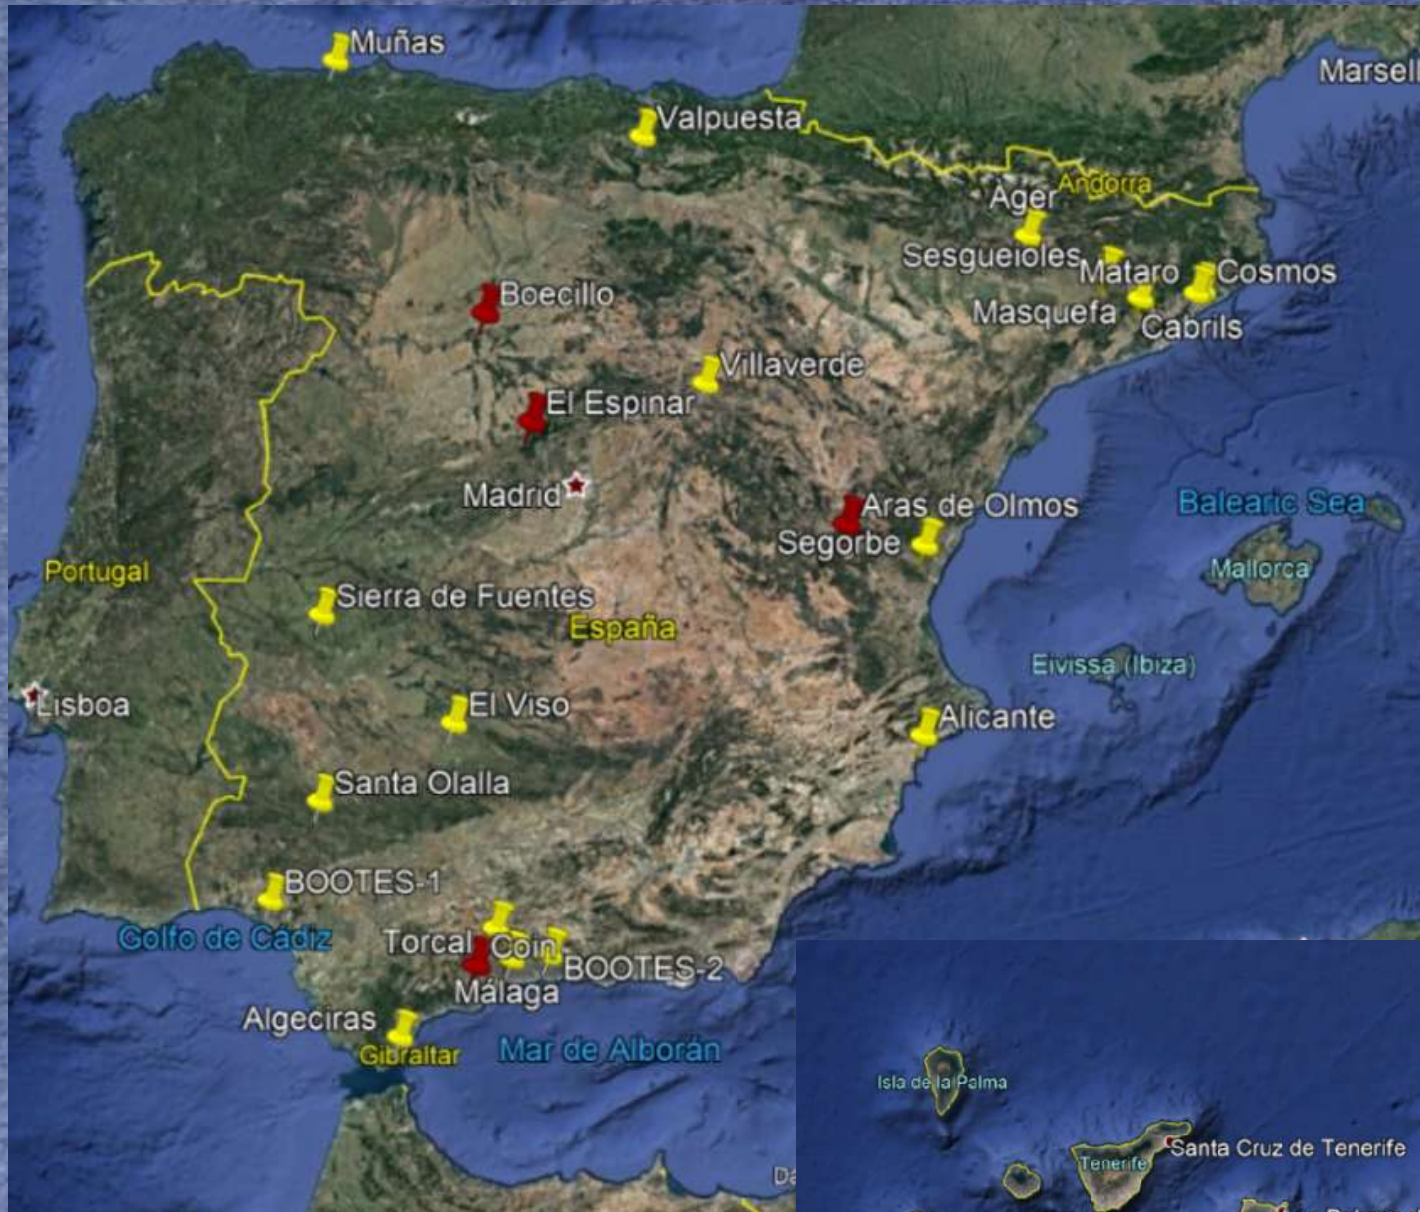 Muñas
Marsell
Valpuesta
Andorra
Àger
Sesgueioles
Mataro
Cosmos
Boecillo
Masquefa
Cabrils
Villaverde
El Espinar
Madrid
Aras de Olmos
Balearic Sea
Segorbe
Portugal
Mallorca
Sierra de Fuentes
España
Eivissa (Ibiza)
Lisboa
El Viso
Alicante
Santa Olalla
BOOTES-1
Golfo de Cádiz
Torcal
Coin
BOOTES-2
Málaga
Algeciras
Gibraltar
Mar de Alborán
Isla de la Palma
Santa Cruz de Tenerife
Tenerife
Da